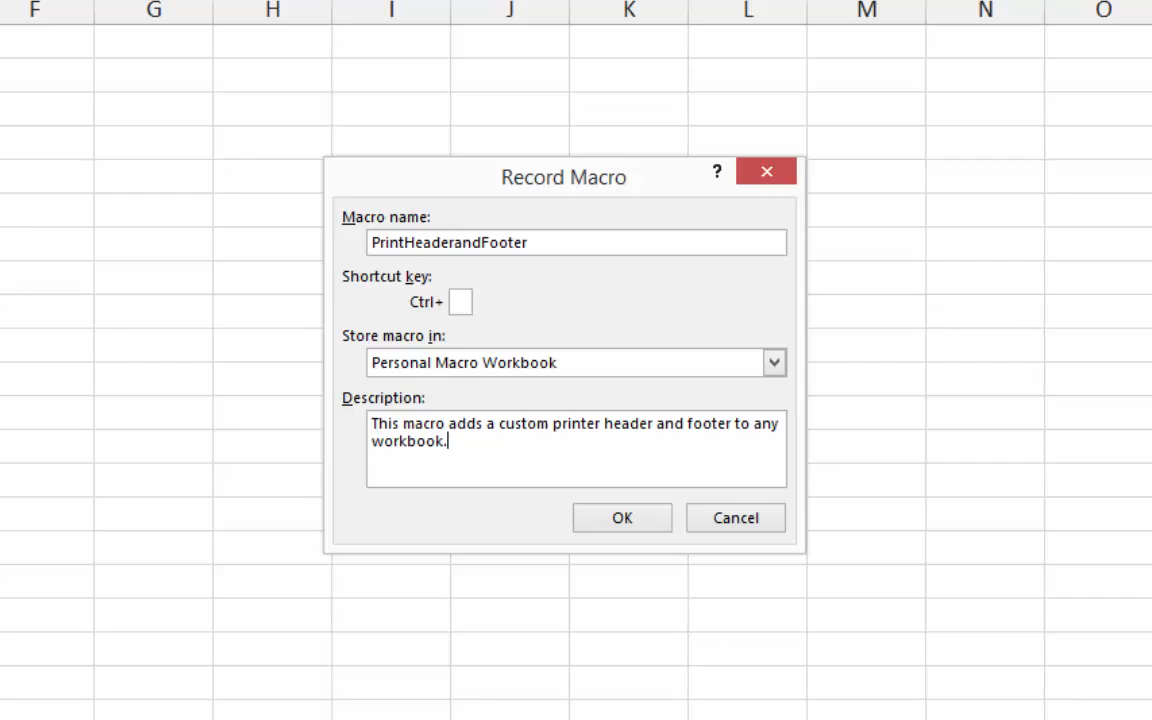 F G H I J K L M N O
Record Macro ?
Macro name:
PrintHeaderandFooter
Shortcut key:
Ctrl+
Store macro in:
Personal Macro Workbook
Description:
This macro adds a custom printer header and footer to any
workbook.
OK Cancel